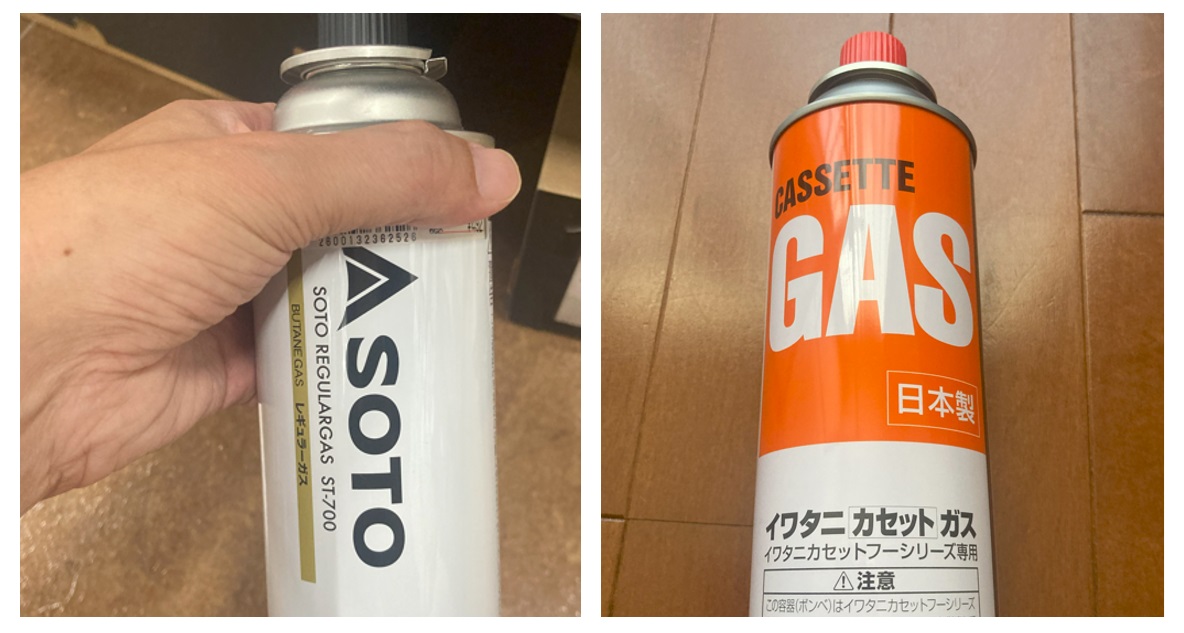 2800132362526
SOTO
SOTO REGULARGAS ST-700
BUTANE GAS レギュラーガス
CASSETTE
GAS
日本製
イワタニ カセット ガス
イワタニカセットフーシリーズ専用
注意
この容器(ボンベ)はイワタニカセットフーシリーズ